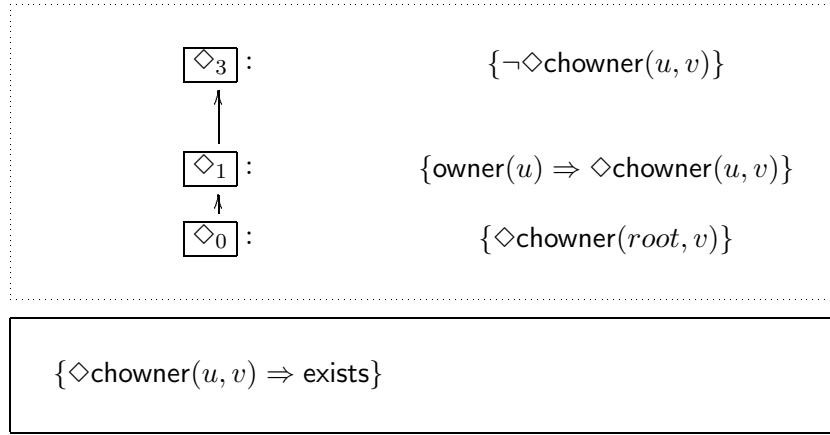 ◇₃ : {¬◇chowner(u, v)}
◇₁ : {owner(u) ⇒ ◇chowner(u, v)}
◇₀ : {◇chowner(root, v)}
{◇chowner(u, v) ⇒ exists}